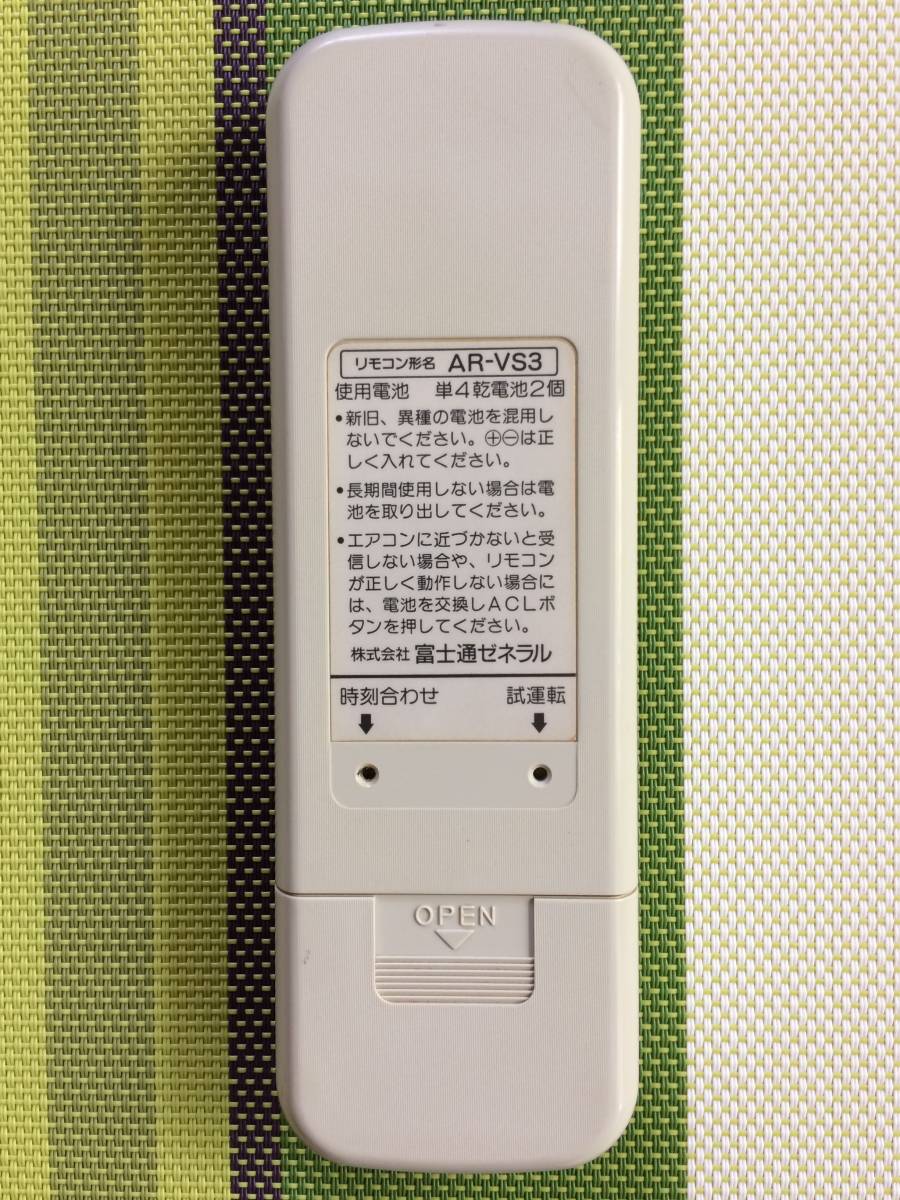 リモコン形名 AR-VS3
使用電池 単4乾電池2個
•新旧、異種の電池を混用し
ないでください。⊕⊖は正
しく入れてください。
•長期間使用しない場合は電
池を取り出してください。
•エアコンに近づかないと受
信しない場合や、リモコン
が正しく動作しない場合に
は、電池を交換しACLボ
タンを押してください。
株式会社 富士通ゼネラル
時刻合わせ 試運転
OPEN